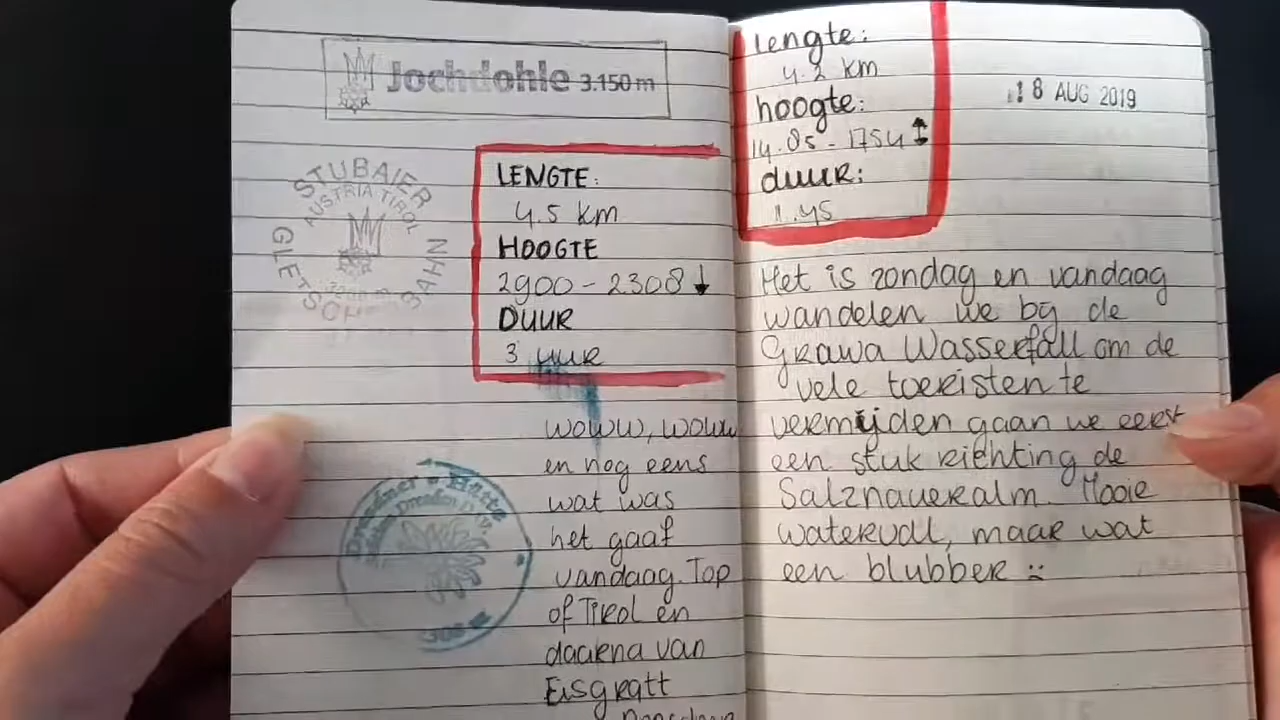 Jochdohle 3.150 m
STUBAIER
AUSTRIA TIROL
GLETSCHERBAHN
LENGTE:
4.5 km
HOOGTE
2900 - 2308 ↓
DUUR
3 UUR
woww, woww
en nog eens
wat was
het gaaf
vandaag. Top
of Tirol en
daarna van
Eisgratt
lengte:
4.2 km
hoogte:
14.05 - 1754 ↕
duur:
1.45
18 AUG 2019
Het is zondag en vandaag
wandelen we bij de
Grawa Wasserfall om de
vele toeristen te
vermijden gaan we eerst
een stuk richting de
Salznaueralm. Mooie
waterval, maar wat
een blubber :(